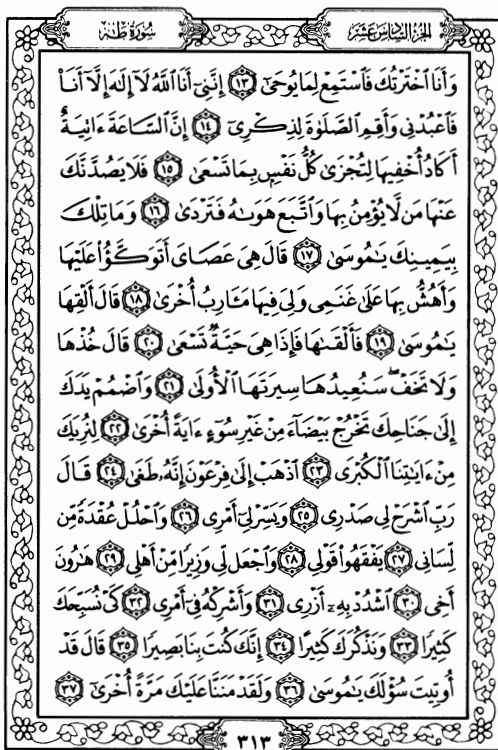 الجزء السادس عشر
سورة طه
وَأَنَا ٱخْتَرْتُكَ فَٱسْتَمِعْ لِمَا يُوحَىٰٓ ١٣ إِنَّنِىٓ أَنَا ٱللَّهُ لَآ إِلَٰهَ إِلَّآ أَنَا۠
فَٱعْبُدْنِى وَأَقِمِ ٱلصَّلَوٰةَ لِذِكْرِىٓ ١٤ إِنَّ ٱلسَّاعَةَ ءَاتِيَةٌ
أَكَادُ أُخْفِيهَا لِتُجْزَىٰ كُلُّ نَفْسٍۭ بِمَا تَسْعَىٰ ١٥ فَلَا يَصُدَّنَّكَ
عَنْهَا مَن لَّا يُؤْمِنُ بِهَا وَٱتَّبَعَ هَوَىٰهُ فَتَرْدَىٰ ١٦ وَمَا تِلْكَ
بِيَمِينِكَ يَٰمُوسَىٰ ١٧ قَالَ هِىَ عَصَاىَ أَتَوَكَّؤُا۟ عَلَيْهَا
وَأَهُشُّ بِهَا عَلَىٰ غَنَمِى وَلِىَ فِيهَا مَـَٔارِبُ أُخْرَىٰ ١٨ قَالَ أَلْقِهَا
يَٰمُوسَىٰ ١٩ فَأَلْقَىٰهَا فَإِذَا هِىَ حَيَّةٌ تَسْعَىٰ ٢٠ قَالَ خُذْهَا
وَلَا تَخَفْ ۖ سَنُعِيدُهَا سِيرَتَهَا ٱلْأُولَىٰ ٢١ وَٱضْمُمْ يَدَكَ
إِلَىٰ جَنَاحِكَ تَخْرُجْ بَيْضَآءَ مِنْ غَيْرِ سُوٓءٍ ءَايَةً أُخْرَىٰ ٢٢ لِنُرِيَكَ
مِنْ ءَايَٰتِنَا ٱلْكُبْرَى ٢٣ ٱذْهَبْ إِلَىٰ فِرْعَوْنَ إِنَّهُۥ طَغَىٰ ٢٤ قَالَ
رَبِّ ٱشْرَحْ لِى صَدْرِى ٢٥ وَيَسِّرْ لِىٓ أَمْرِى ٢٦ وَٱحْلُلْ عُقْدَةً مِّن
لِّسَانِى ٢٧ يَفْقَهُوا۟ قَوْلِى ٢٨ وَٱجْعَل لِّى وَزِيرًا مِّنْ أَهْلِى ٢٩ هَٰرُونَ
أَخِى ٣٠ ٱشْدُدْ بِهِۦٓ أَزْرِى ٣١ وَأَشْرِكْهُ فِىٓ أَمْرِى ٣٢ كَىْ نُسَبِّحَكَ
كَثِيرًا ٣٣ وَنَذْكُرَكَ كَثِيرًا ٣٤ إِنَّكَ كُنتَ بِنَا بَصِيرًا ٣٥ قَالَ قَدْ
أُوتِيتَ سُؤْلَكَ يَٰمُوسَىٰ ٣٦ وَلَقَدْ مَنَنَّا عَلَيْكَ مَرَّةً أُخْرَىٰٓ ٣٧
٣١٣